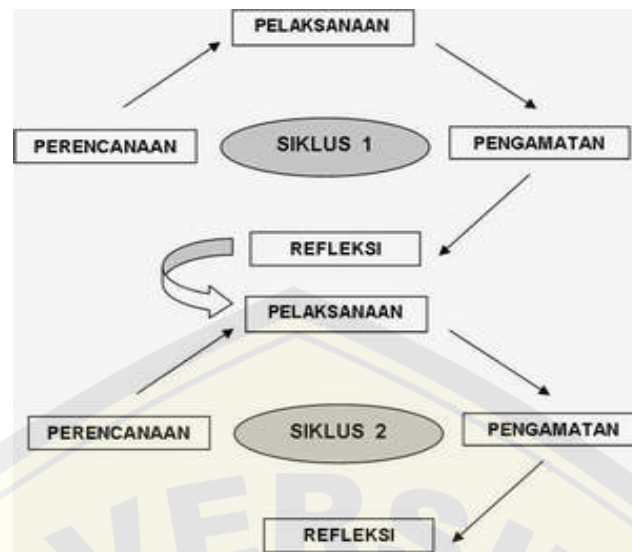 PELAKSANAAN
PERENCANAAN
SIKLUS 1
PENGAMATAN
REFLEKSI
PELAKSANAAN
PERENCANAAN
SIKLUS 2
PENGAMATAN
REFLEKSI